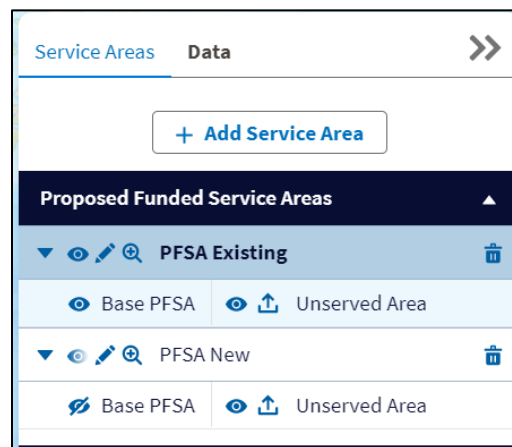 Service Areas Data
+ Add Service Area
Proposed Funded Service Areas
PFSA Existing
Base PFSA Unserved Area
PFSA New
Base PFSA Unserved Area